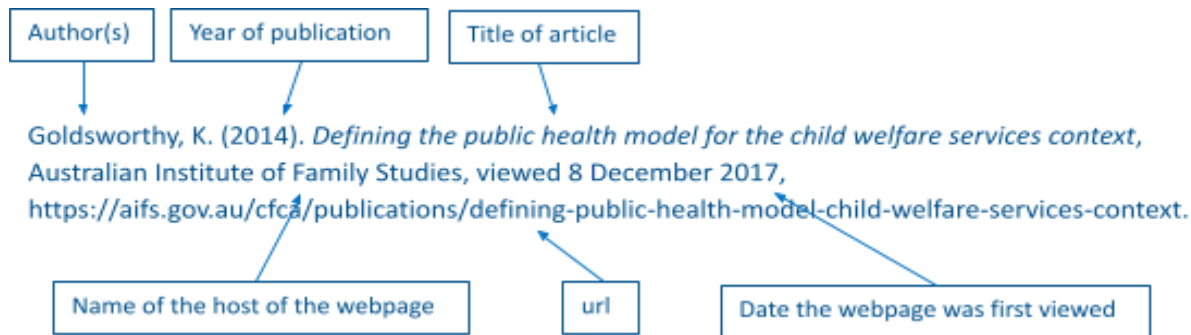 Author(s)
Year of publication
Title of article
Goldsworthy, K. (2014). Defining the public health model for the child welfare services context,
Australian Institute of Family Studies, viewed 8 December 2017,
https://aifs.gov.au/cfca/publications/defining-public-health-model-child-welfare-services-context.
Name of the host of the webpage
url
Date the webpage was first viewed